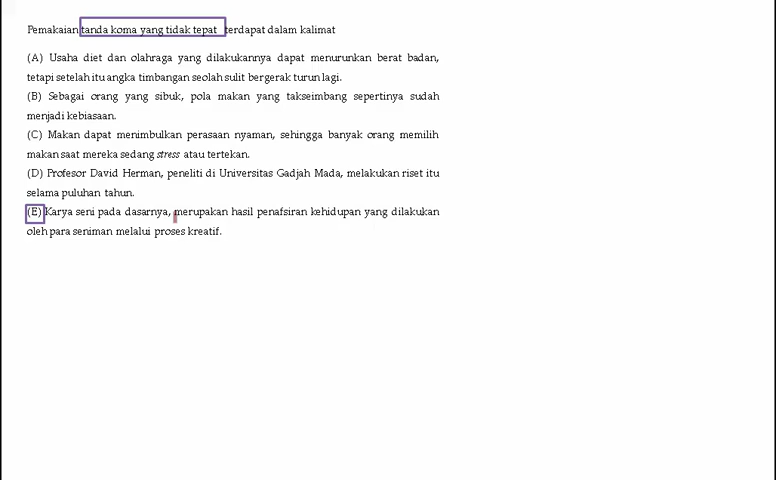 Pemakaian tanda koma yang tidak tepat terdapat dalam kalimat
(A) Usaha diet dan olahraga yang dilakukannya dapat menurunkan berat badan,
tetapi setelah itu angka timbangan seolah sulit bergerak turun lagi.
(B) Sebagai orang yang sibuk, pola makan yang takseimbang sepertinya sudah
menjadi kebiasaan.
(C) Makan dapat menimbulkan perasaan nyaman, sehingga banyak orang memilih
makan saat mereka sedang stress atau tertekan.
(D) Profesor David Herman, peneliti di Universitas Gadjah Mada, melakukan riset itu
selama puluhan tahun.
(E) Karya seni pada dasarnya, merupakan hasil penafsiran kehidupan yang dilakukan
oleh para seniman melalui proses kreatif.